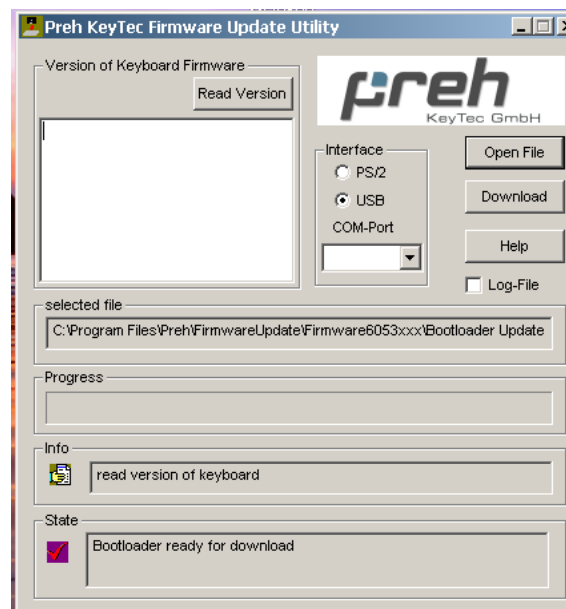 Preh KeyTec Firmware Update Utility
Version of Keyboard Firmware
Read Version
preh
KeyTec GmbH
Interface
PS/2
USB
COM-Port
Open File
Download
Help
Log-File
selected file
C:\Program Files\Preh\FirmwareUpdate\Firmware6053xxx\Bootloader Update
Progress
Info
read version of keyboard
State
Bootloader ready for download